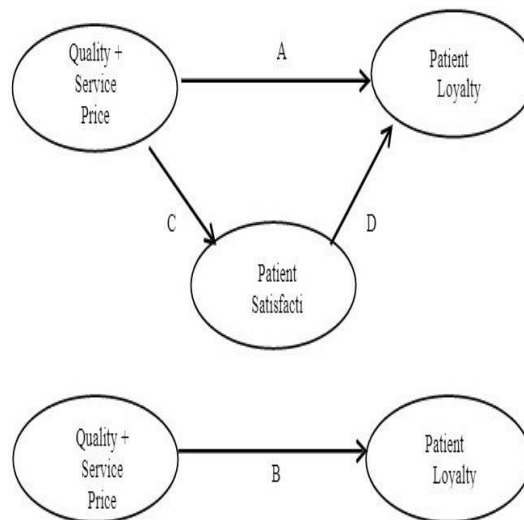 Quality +
Service
Price
A
Patient
Loyalty
C
D
Patient
Satisfacti
Quality +
Service
Price
B
Patient
Loyalty